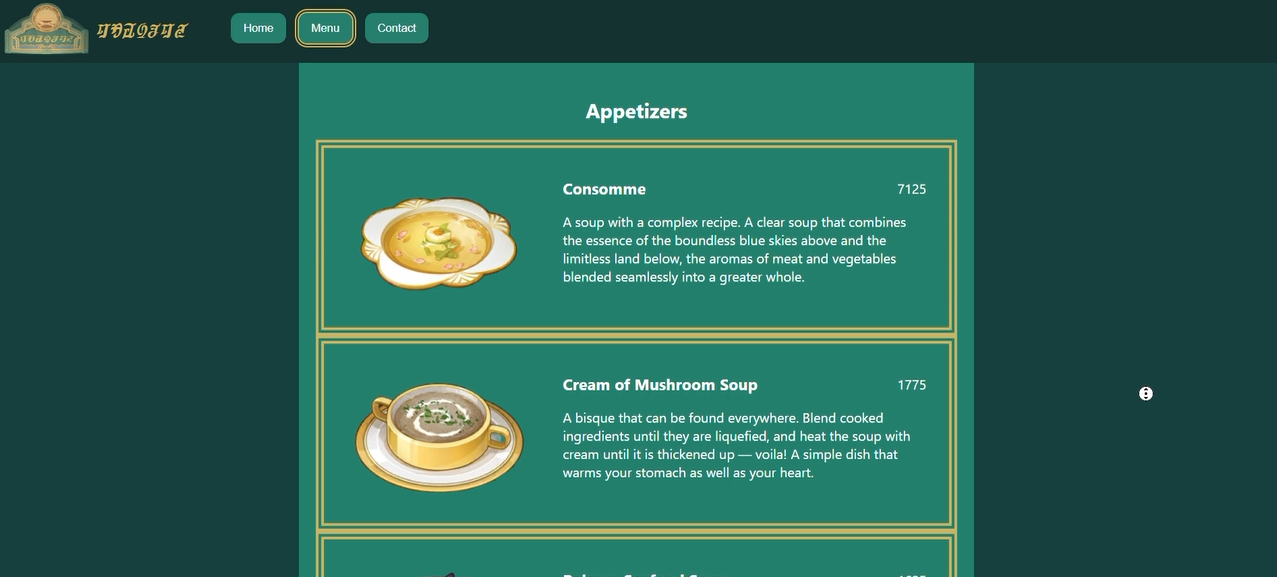 Home
Menu
Contact
Appetizers
Consomme 7125
A soup with a complex recipe. A clear soup that combines
the essence of the boundless blue skies above and the
limitless land below, the aromas of meat and vegetables
blended seamlessly into a greater whole.
Cream of Mushroom Soup 1775
A bisque that can be found everywhere. Blend cooked
ingredients until they are liquefied, and heat the soup with
cream until it is thickened up — voila! A simple dish that
warms your stomach as well as your heart.